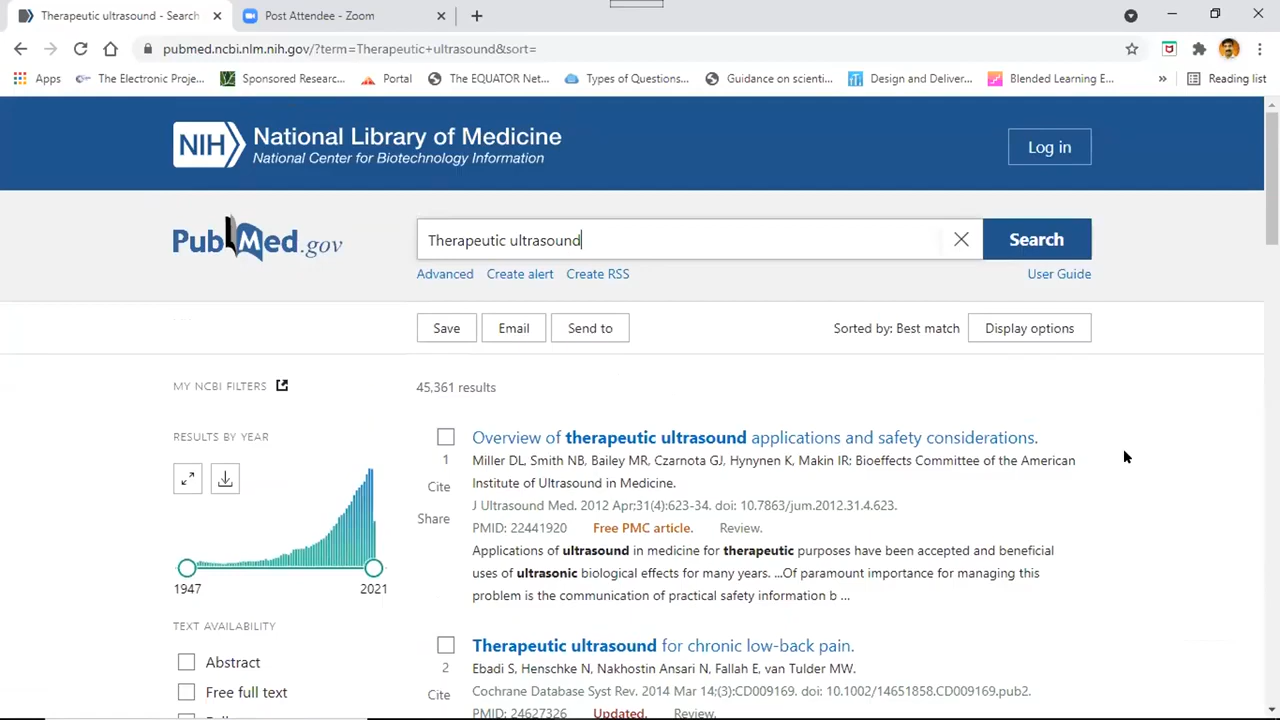 Therapeutic ultrasound - Search
Post Attendee - Zoom
pubmed.ncbi.nlm.nih.gov/?term=Therapeutic+ultrasound&sort=
Apps
The Electronic Proje...
Sponsored Researc...
Portal
The EQUATOR Net...
Types of Questions...
Guidance on scienti...
Design and Deliver...
Blended Learning E...
Reading list
NIH
National Library of Medicine
National Center for Biotechnology Information
Log in
PubMed.gov
Therapeutic ultrasound
Search
Advanced
Create alert
Create RSS
User Guide
Save
Email
Send to
Sorted by: Best match
Display options
MY NCBI FILTERS
45,361 results
RESULTS BY YEAR
1947
2021
TEXT AVAILABILITY
Abstract
Free full text
1
Cite
Share
Overview of therapeutic ultrasound applications and safety considerations.
Miller DL, Smith NB, Bailey MR, Czarnota GJ, Hynynen K, Makin IR: Bioeffects Committee of the American
Institute of Ultrasound in Medicine.
J Ultrasound Med. 2012 Apr;31(4):623-34. doi: 10.7863/jum.2012.31.4.623.
PMID: 22441920 Free PMC article. Review.
Applications of ultrasound in medicine for therapeutic purposes have been accepted and beneficial
uses of ultrasonic biological effects for many years. ...Of paramount importance for managing this
problem is the communication of practical safety information b ...
2
Cite
Therapeutic ultrasound for chronic low-back pain.
Ebadi S, Henschke N, Nakhostin Ansari N, Fallah E, van Tulder MW.
Cochrane Database Syst Rev. 2014 Mar 14;(3):CD009169. doi: 10.1002/14651858.CD009169.pub2.
PMID: 24627326 Updated. Review.